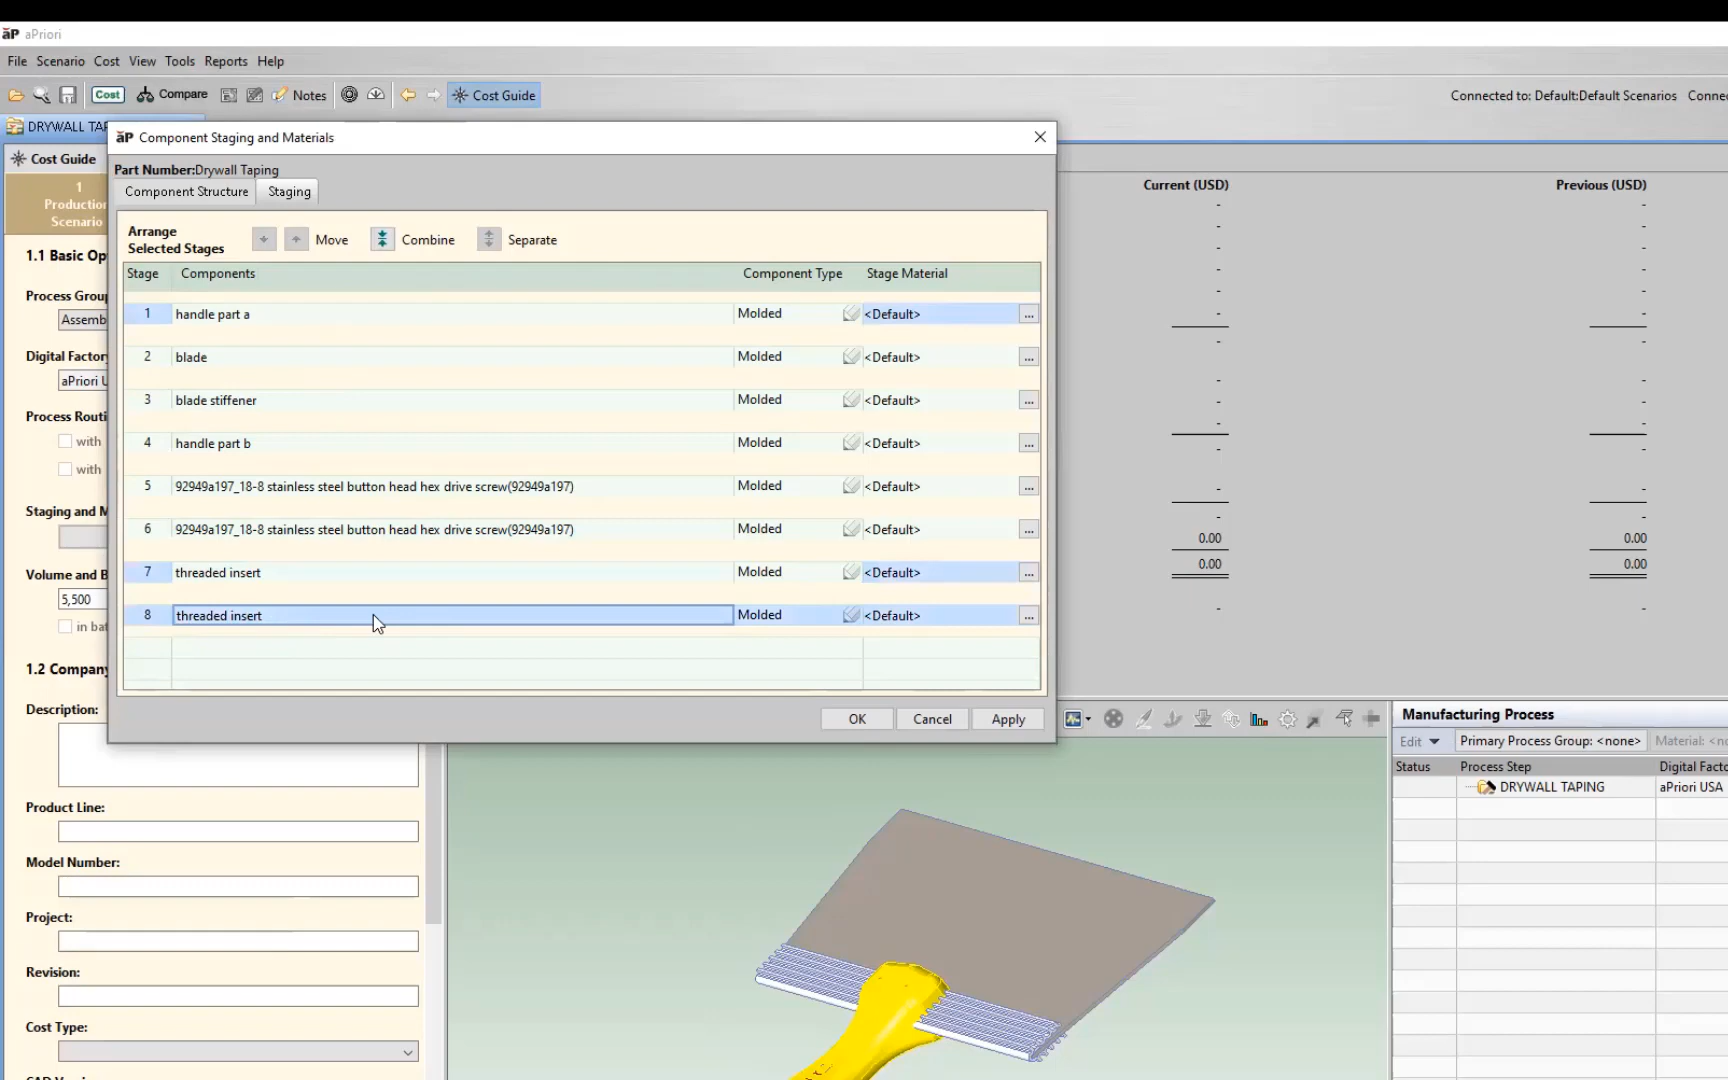 aP aPriori
File Scenario Cost View Tools Reports Help
Cost Compare Notes Cost Guide Connected to: Default:Default Scenarios
DRYWALL TAP
aP Component Staging and Materials
Cost Guide
Part Number:Drywall Taping
Component Structure Staging
1
Production
Scenario
Current (USD) Previous (USD)
Arrange
Selected Stages
Move Combine Separate
1.1 Basic Op
Stage Components Component Type Stage Material
Process Group
Assemb
1 handle part a Molded <Default> ...
Digital Factory
aPriori U
2 blade Molded <Default> ...
3 blade stiffener Molded <Default> ...
Process Routi
with
4 handle part b Molded <Default> ...
with
5 92949a197_18-8 stainless steel button head hex drive screw(92949a197) Molded <Default> ...
Staging and M
6 92949a197_18-8 stainless steel button head hex drive screw(92949a197) Molded <Default> ...
0.00 0.00
Volume and B
7 threaded insert Molded <Default> ...
0.00 0.00
5,500
8 threaded insert Molded <Default> ...
in bat
1.2 Company
OK Cancel Apply
Description:
Manufacturing Process
Edit Primary Process Group: <none> Material: <no
Status Process Step Digital Facto
DRYWALL TAPING aPriori USA
Product Line:
Model Number:
Project:
Revision:
Cost Type: